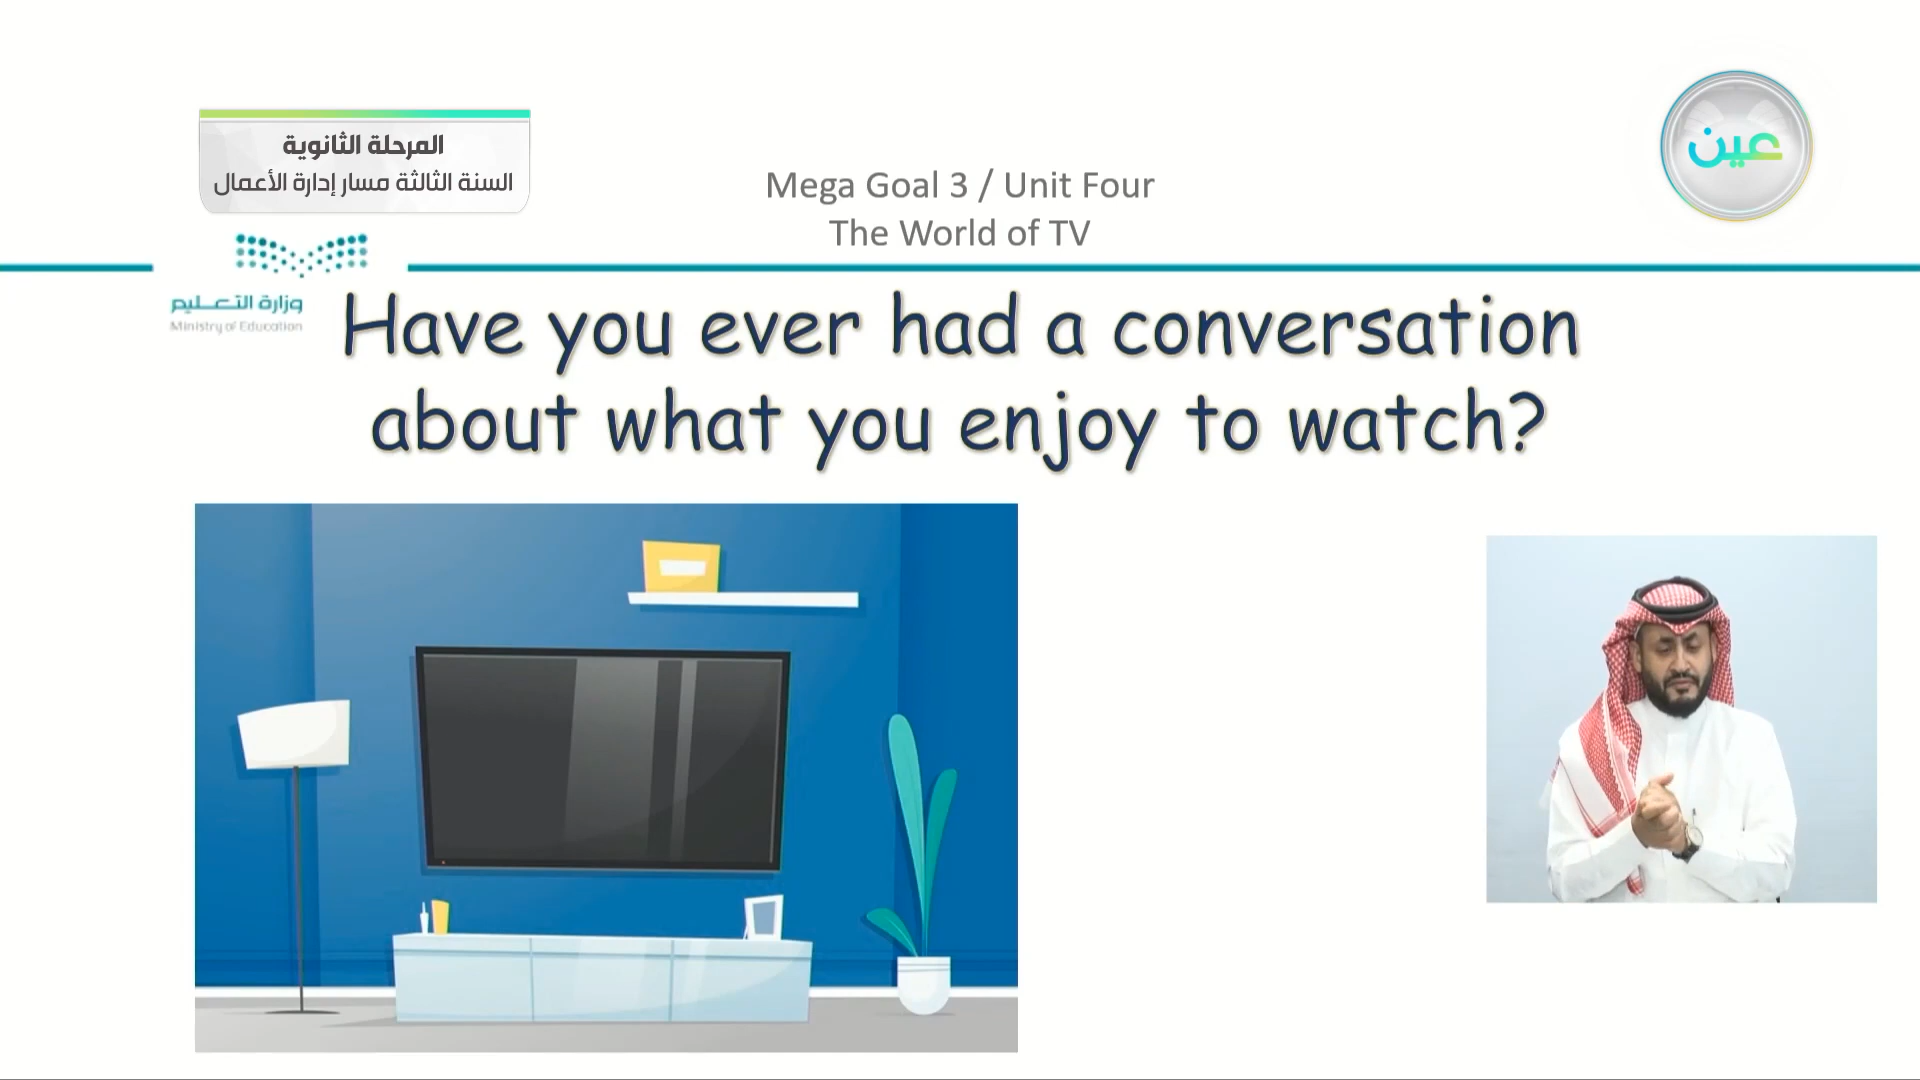 المرحلة الثانوية
السنة الثالثة مسار إدارة الأعمال
عين
Mega Goal 3 / Unit Four
The World of TV
وزارة التعليم
Ministry of Education
Have you ever had a conversation
about what you enjoy to watch?